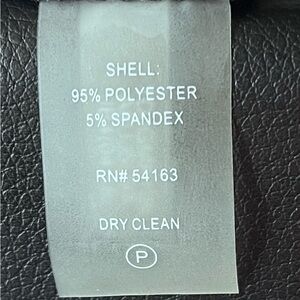 SHELL:
95% POLYESTER
5% SPANDEX
RN# 54163
DRY CLEAN
P